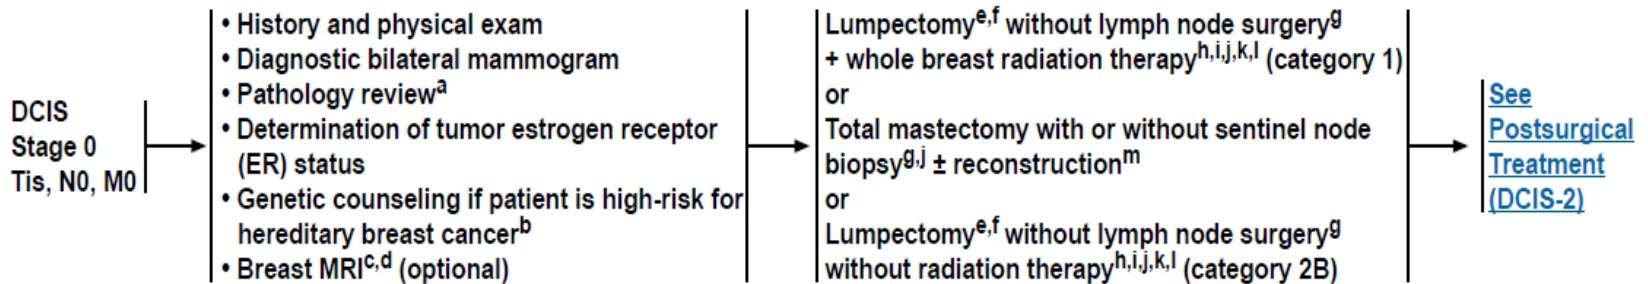 DCIS
Stage 0
Tis, N0, M0
• History and physical exam
• Diagnostic bilateral mammogram
• Pathology reviewᵃ
• Determination of tumor estrogen receptor
(ER) status
• Genetic counseling if patient is high-risk for
hereditary breast cancerᵇ
• Breast MRIᶜ,ᵈ (optional)
Lumpectomyᵉ,ᶠ without lymph node surgeryᵍ
+ whole breast radiation therapyʰ,ⁱ,ʲ,ᵏ,ˡ (category 1)
or
Total mastectomy with or without sentinel node
biopsyᵍ,ʲ ± reconstructionᵐ
or
Lumpectomyᵉ,ᶠ without lymph node surgeryᵍ
without radiation therapyʰ,ⁱ,ʲ,ᵏ,ˡ (category 2B)
See
Postsurgical
Treatment
(DCIS-2)